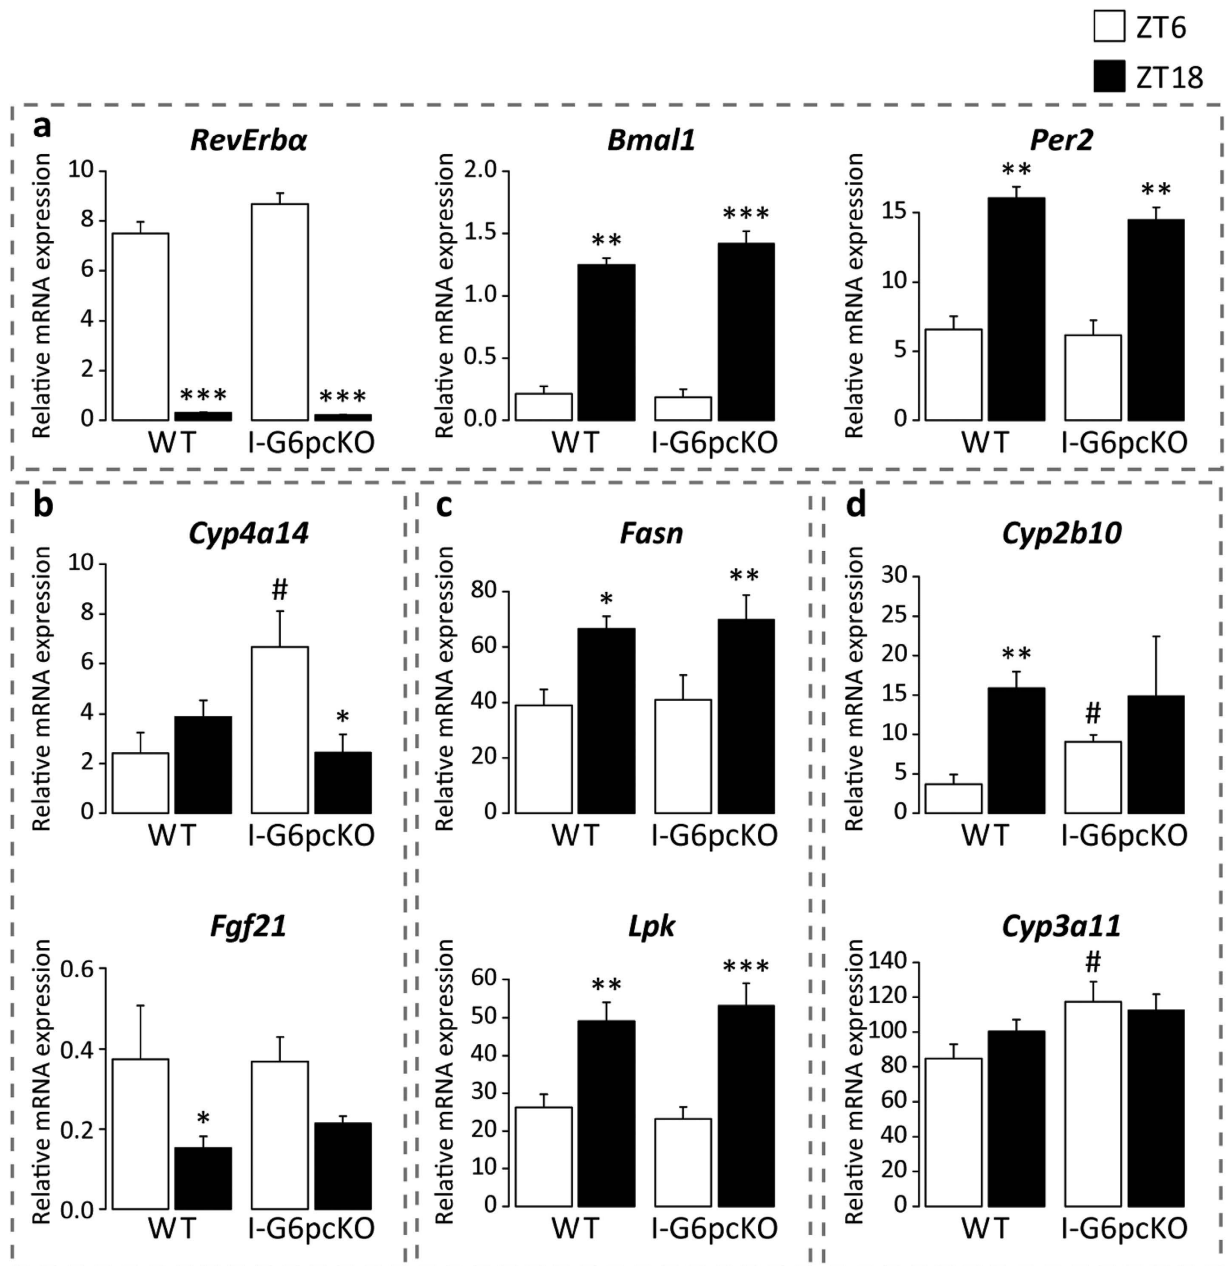 ZT6
ZT18
a
RevErbα
Bmal1
Per2
Relative mRNA expression
10
8
6
4
2
0
***
***
WT
I-G6pcKO
Relative mRNA expression
2.0
1.5
1.0
0.5
0.0
**
***
WT
I-G6pcKO
Relative mRNA expression
15
10
5
0
**
**
WT
I-G6pcKO
b
Cyp4a14
Relative mRNA expression
10
8
6
4
2
0
#
*
WT
I-G6pcKO
Fgf21
Relative mRNA expression
0.6
0.4
0.2
0.0
*
WT
I-G6pcKO
c
Fasn
Relative mRNA expression
80
60
40
20
0
*
**
WT
I-G6pcKO
Lpk
Relative mRNA expression
60
50
40
30
20
10
0
**
***
WT
I-G6pcKO
d
Cyp2b10
Relative mRNA expression
30
25
20
15
10
5
0
**
#
WT
I-G6pcKO
Cyp3a11
Relative mRNA expression
140
120
100
80
60
40
20
0
#
WT
I-G6pcKO